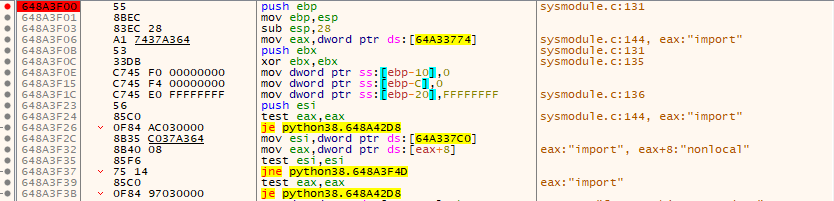 648A3F00 55 push ebp sysmodule.c:131
648A3F01 8BEC mov ebp,esp
648A3F03 83EC 28 sub esp,28
648A3F06 A1 7437A364 mov eax,dword ptr ds:[64A33774] sysmodule.c:144, eax:"import"
648A3F0B 53 push ebx sysmodule.c:131
648A3F0C 33DB xor ebx,ebx sysmodule.c:135
648A3F0E C745 F0 00000000 mov dword ptr ss:[ebp-10],0
648A3F15 C745 F4 00000000 mov dword ptr ss:[ebp-C],0
648A3F1C C745 E0 FFFFFFFF mov dword ptr ss:[ebp-20],FFFFFFFF sysmodule.c:136
648A3F23 56 push esi
648A3F24 85C0 test eax,eax sysmodule.c:144, eax:"import"
648A3F26 0F84 AC030000 je python38.648A42D8
648A3F2C 8B35 C037A364 mov esi,dword ptr ds:[64A337C0]
648A3F32 8B40 08 mov eax,dword ptr ds:[eax+8] eax:"import", eax+8:"nonlocal"
648A3F35 85F6 test esi,esi
648A3F37 75 14 jne python38.648A3F4D
648A3F39 85C0 test eax,eax eax:"import"
648A3F3B 0F84 97030000 je python38.648A42D8